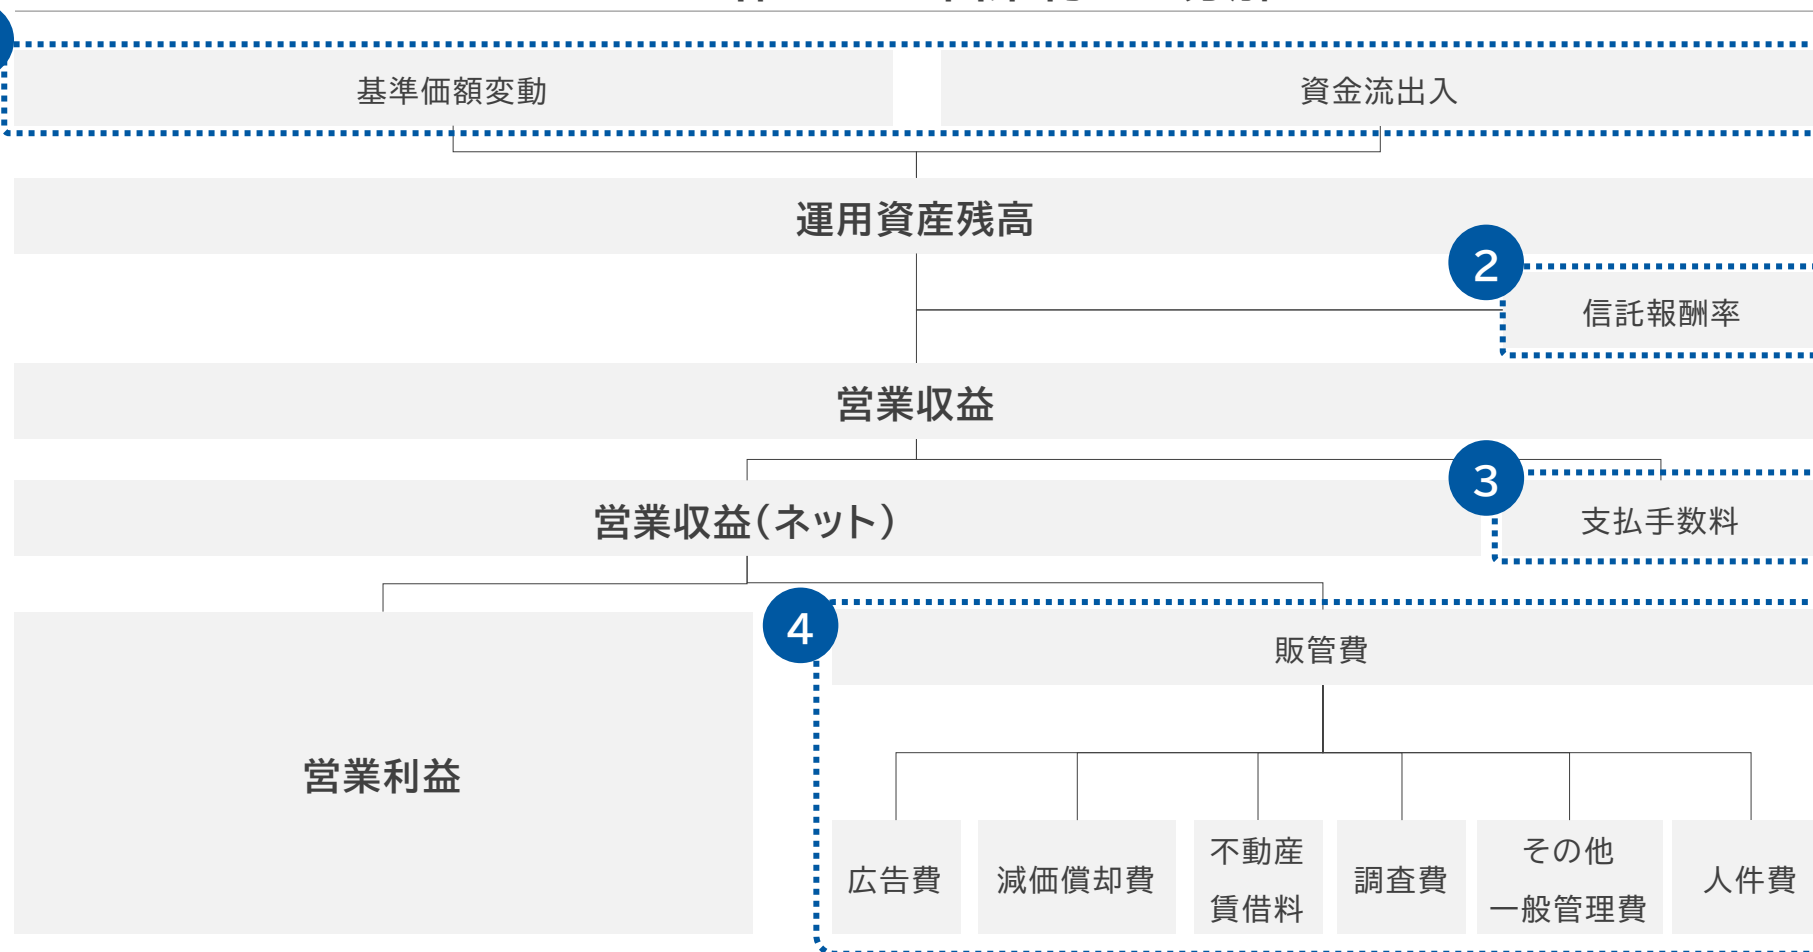 基準価額変動
資金流出入
運用資産残高
2
信託報酬率
営業収益
営業収益(ネット)
3
支払手数料
4
販管費
営業利益
広告費
減価償却費
不動産
賃借料
調査費
その他
一般管理費
人件費